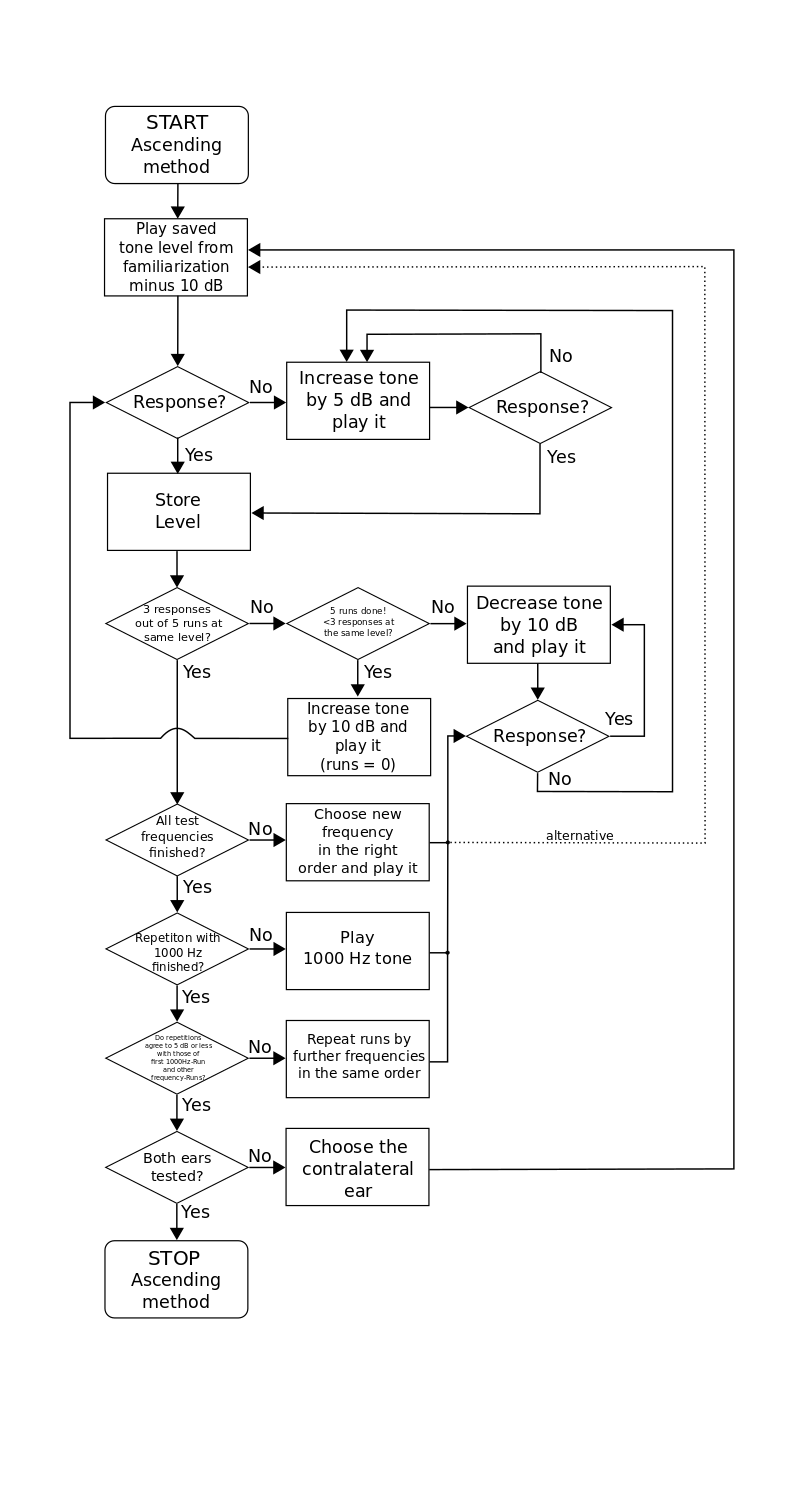 START
Ascending
method
Play saved
tone level from
familiarization
minus 10 dB
Response?
No
Increase tone
by 5 dB and
play it
Response?
No
Yes
Yes
Store
Level
3 responses
out of 5 runs at
same level?
No
5 runs done!
<3 responses at
the same level?
No
Decrease tone
by 10 dB
and play it
Yes
Yes
Increase tone
by 10 dB and
play it
(runs = 0)
Response?
Yes
No
All test
frequencies
finished?
No
Choose new
frequency
in the right
order and play it
alternative
Yes
Repetiton with
1000 Hz
finished?
No
Play
1000 Hz tone
Yes
Do repetitions
agree to 5 dB or less
with those of
first 1000Hz-Run
and other
frequency-Runs?
No
Repeat runs by
further frequencies
in the same order
Yes
Both ears
tested?
No
Choose the
contralateral
ear
Yes
STOP
Ascending
method